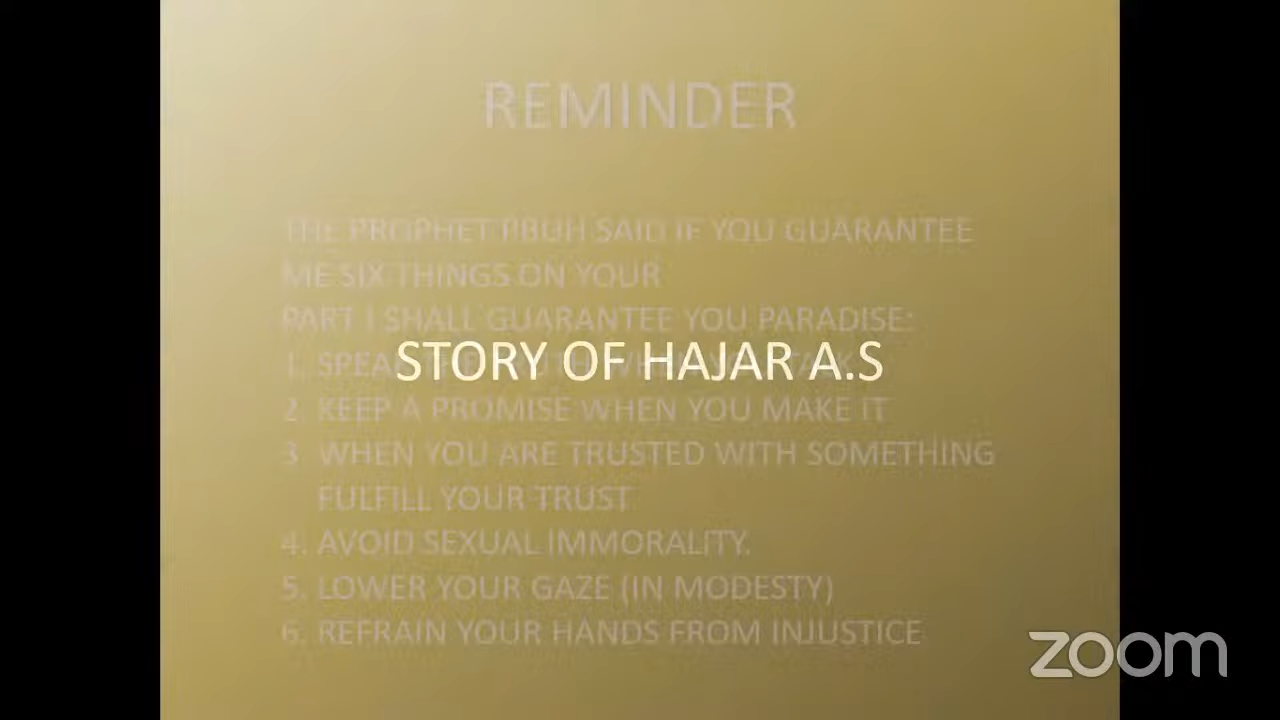 REMINDER
THE PROPHET PBUH SAID IF YOU GUARANTEE
ME SIX THINGS ON YOUR
PART I SHALL GUARANTEE YOU PARADISE:
STORY OF HAJAR A.S
1. SPEAK
2. KEEP A PROMISE WHEN YOU MAKE IT
3. WHEN YOU ARE TRUSTED WITH SOMETHING
FULFILL YOUR TRUST
4. AVOID SEXUAL IMMORALITY.
5. LOWER YOUR GAZE (IN MODESTY)
6. REFRAIN YOUR HANDS FROM INJUSTICE
zoom